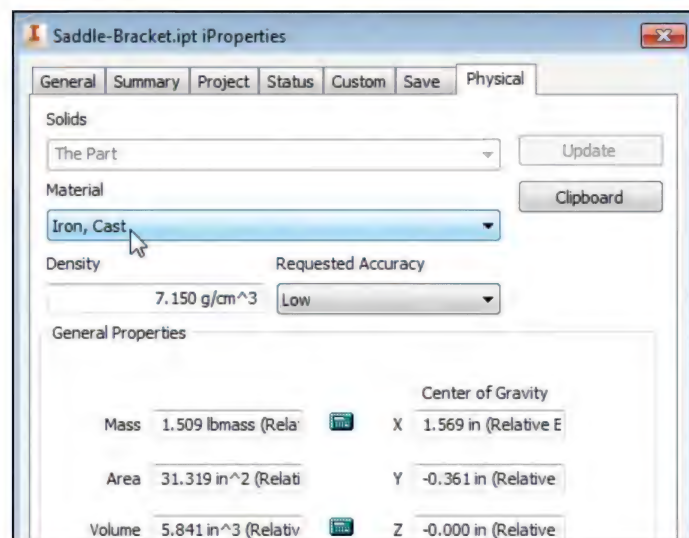 Saddle-Bracket.ipt iProperties
General Summary Project Status Custom Save Physical
Solids
The Part
Update
Material
Clipboard
Iron, Cast
Density Requested Accuracy
7.150 g/cm^3 Low
General Properties
Center of Gravity
Mass 1.509 lbmass (Rela X 1.569 in (Relative E
Area 31.319 in^2 (Relati Y -0.361 in (Relative
Volume 5.841 in^3 (Relativ Z -0.000 in (Relative